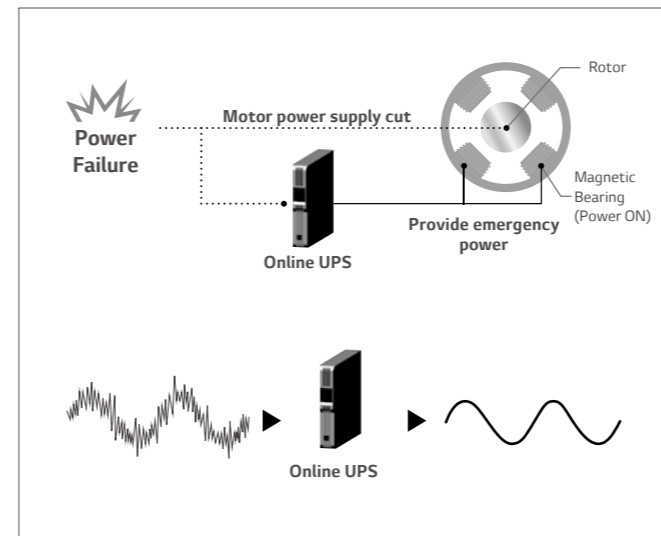 Rotor
Motor power supply cut
Power
Failure
Magnetic
Bearing
(Power ON)
Provide emergency
power
Online UPS
Online UPS